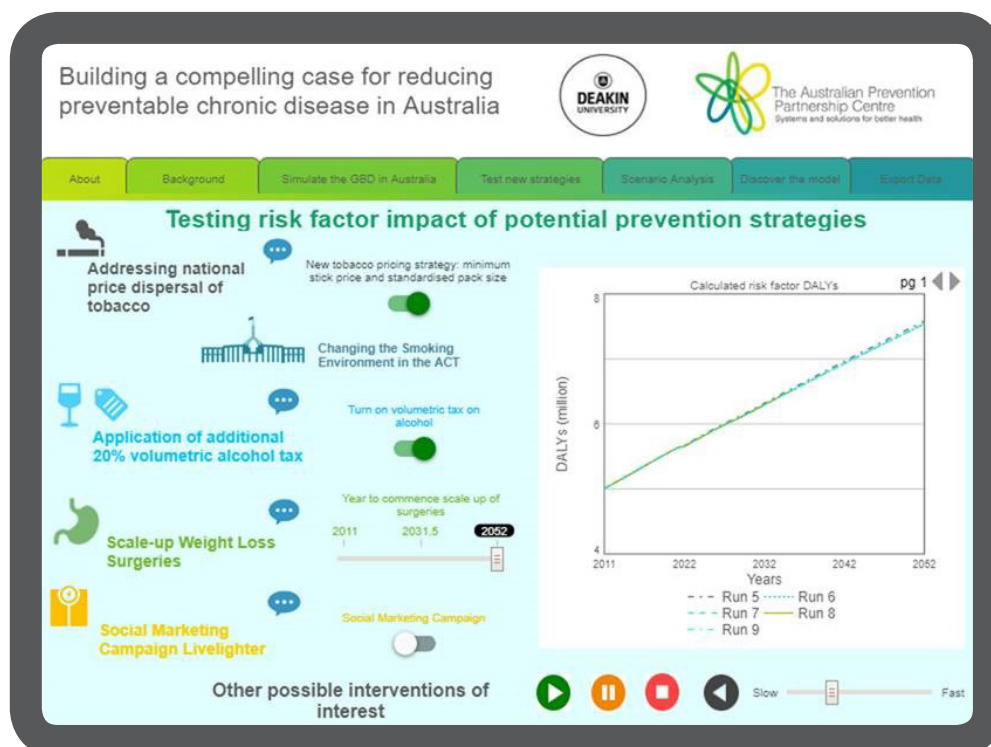 Building a compelling case for reducing
preventable chronic disease in Australia
DEAKIN
UNIVERSITY
The Australian Prevention
Partnership Centre
Systems and solutions for better health
About
Background
Simulate the GBD in Australia
Test new strategies
Scenario Analysis
Discover the model
Export Data
Testing risk factor impact of potential prevention strategies
Addressing national
price dispersal of
tobacco
New tobacco pricing strategy: minimum
stick price and standardised pack size
Changing the Smoking
Environment in the ACT
Application of additional
20% volumetric alcohol tax
Turn on volumetric tax on
alcohol
Scale-up Weight Loss
Surgeries
Year to commence scale up of
surgeries
2011 2031.5 2052
Social Marketing
Campaign Livelighter
Social Marketing Campaign
Other possible interventions of
interest
Calculated risk factor DALYs
pg 1
8
6
4
DALYs (million)
2011 2022 2032 2042 2052
Years
Run 5 Run 6
Run 7 Run 8
Run 9
Slow Fast